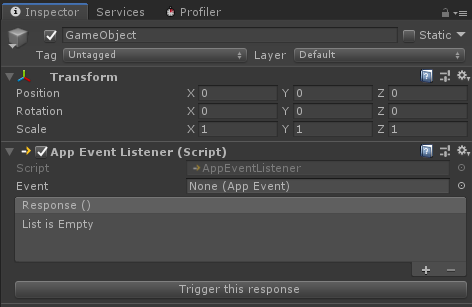 Inspector Services Profiler
GameObject Static
Tag Untagged Layer Default
Transform
Position X 0 Y 0 Z 0
Rotation X 0 Y 0 Z 0
Scale X 1 Y 1 Z 1
App Event Listener (Script)
Script AppEventListener
Event None (App Event)
Response ()
List is Empty
+ -
Trigger this response